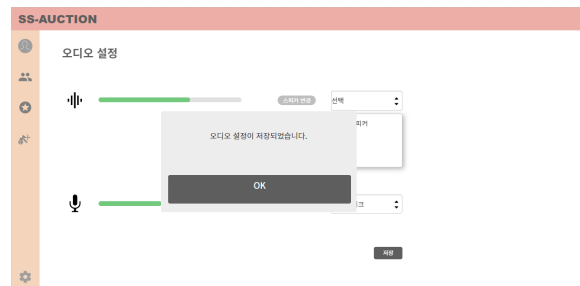 SS-AUCTION
오디오 설정
스피커 변경
선택
피커
오디오 설정이 저장되었습니다.
OK
크
저장